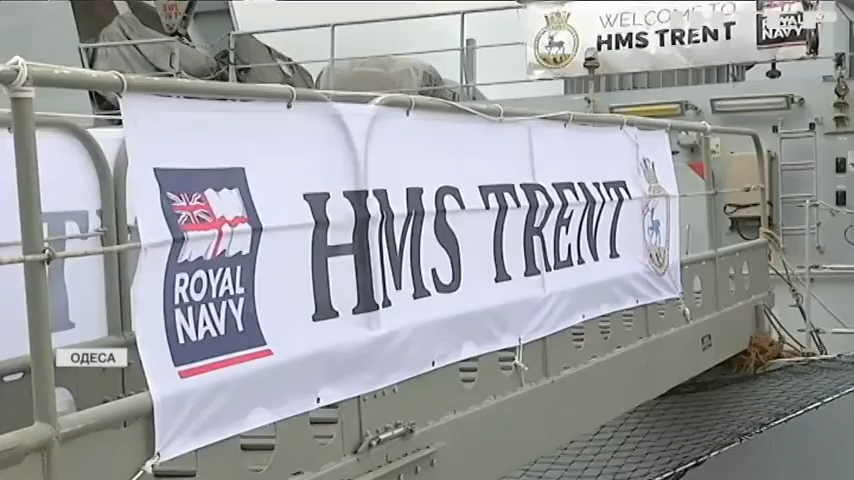 WELCOME TO
HMS TRENT
ROYAL
NAVY
HMS TRENT
ROYAL
NAVY
ОДЕСА